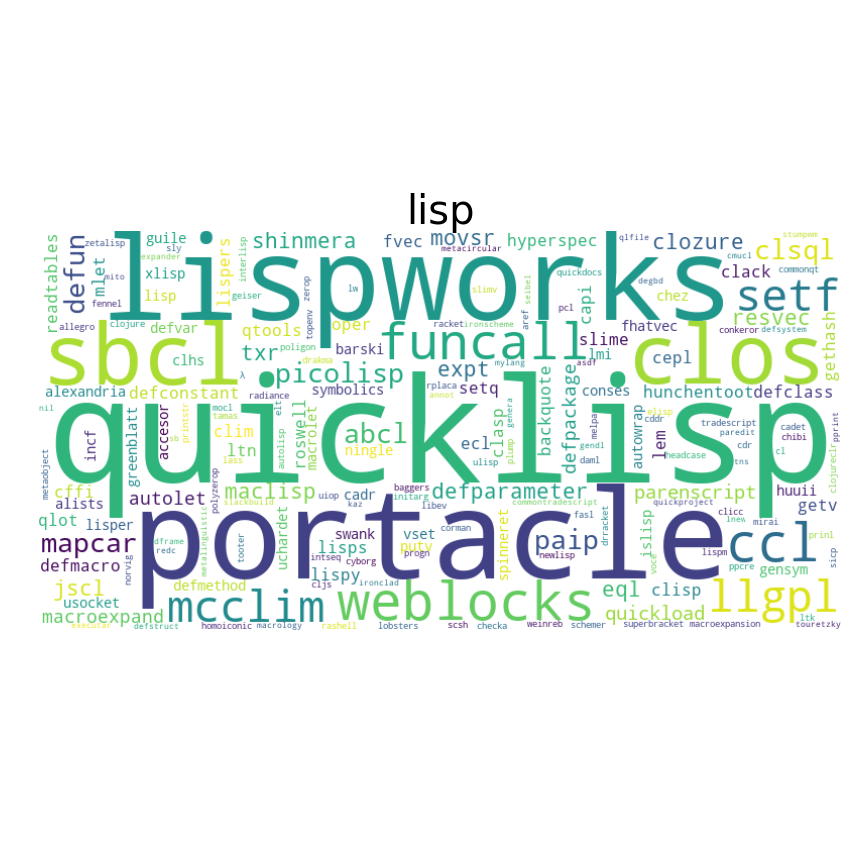 lisp
readtables
defun
zetalisp
mlet
mito
fennel
sly
guile
expander
xlisp
lisp
lispers
interlisp
geiser
shinmera
lispworks
lw
zerop
topenv
fvec
movsr
metacircular
slimv
seibel
hyperspec
quickdocs
pcl
capi
qlfile
degbd
clozure
chez
cmucl
clack
stumpwm
clsql
commonqt
setf
allegro
clojure
defvar
qtools
oper
racket
ironscheme
aref
asdf
slime
fhatvec
lmi
conkeror
defsystem
resvec
gethash
sbcl
clhs
txr
poligon
drakma
barski
funcall
mylang
cepl
clos
picolisp
expt
alexandria
defconstant
λ
radiance
symbolics
rplaca
annot
setq
genera
backquote
defpackage
conses
elisp
hunchentoot
defclass
nil
incf
greenblatt
accesor
printstr
mocl
tamas
sb
clim
ltn
lass
elt
autolisp
roswell
macrolet
abcl
ningle
ecl
ulisp
clasp
plump
gendl
daml
melpa
autowrap
cddr
lem
headcase
tradescript
paredit
cdr
tns
cadet
chibi
cl
pprint
clojureclr
quicklisp
metaobject
cffi
alists
qlot
lisper
autolet
polyzerop
maclisp
slackbuild
uiop
kaz
cadr
baggers
initarg
libev
defparameter
commontradescript
fasl
drracket
parenscript
quickproject
clicc
lnew
huuii
mirai
getv
prinl
mapcar
defmacro
norvig
dframe
redc
metalinguistic
tooter
uchardet
portacle
lisps
intseq
swank
cyborg
lispy
cljs
putv
progn
ironclad
vset
corman
spinneret
paip
newlisp
islisp
voce
lispm
ccl
ppcre
gensym
sicp
jscl
usocket
defmethod
macroexpand
mcclim
weblocks
eql
clisp
quickload
llgpl
ltk
executor
defstruct
homoiconic
macrology
rashell
lobsters
scsh
checka
weinreb
schemer
superbracket
macroexpansion
touretzky